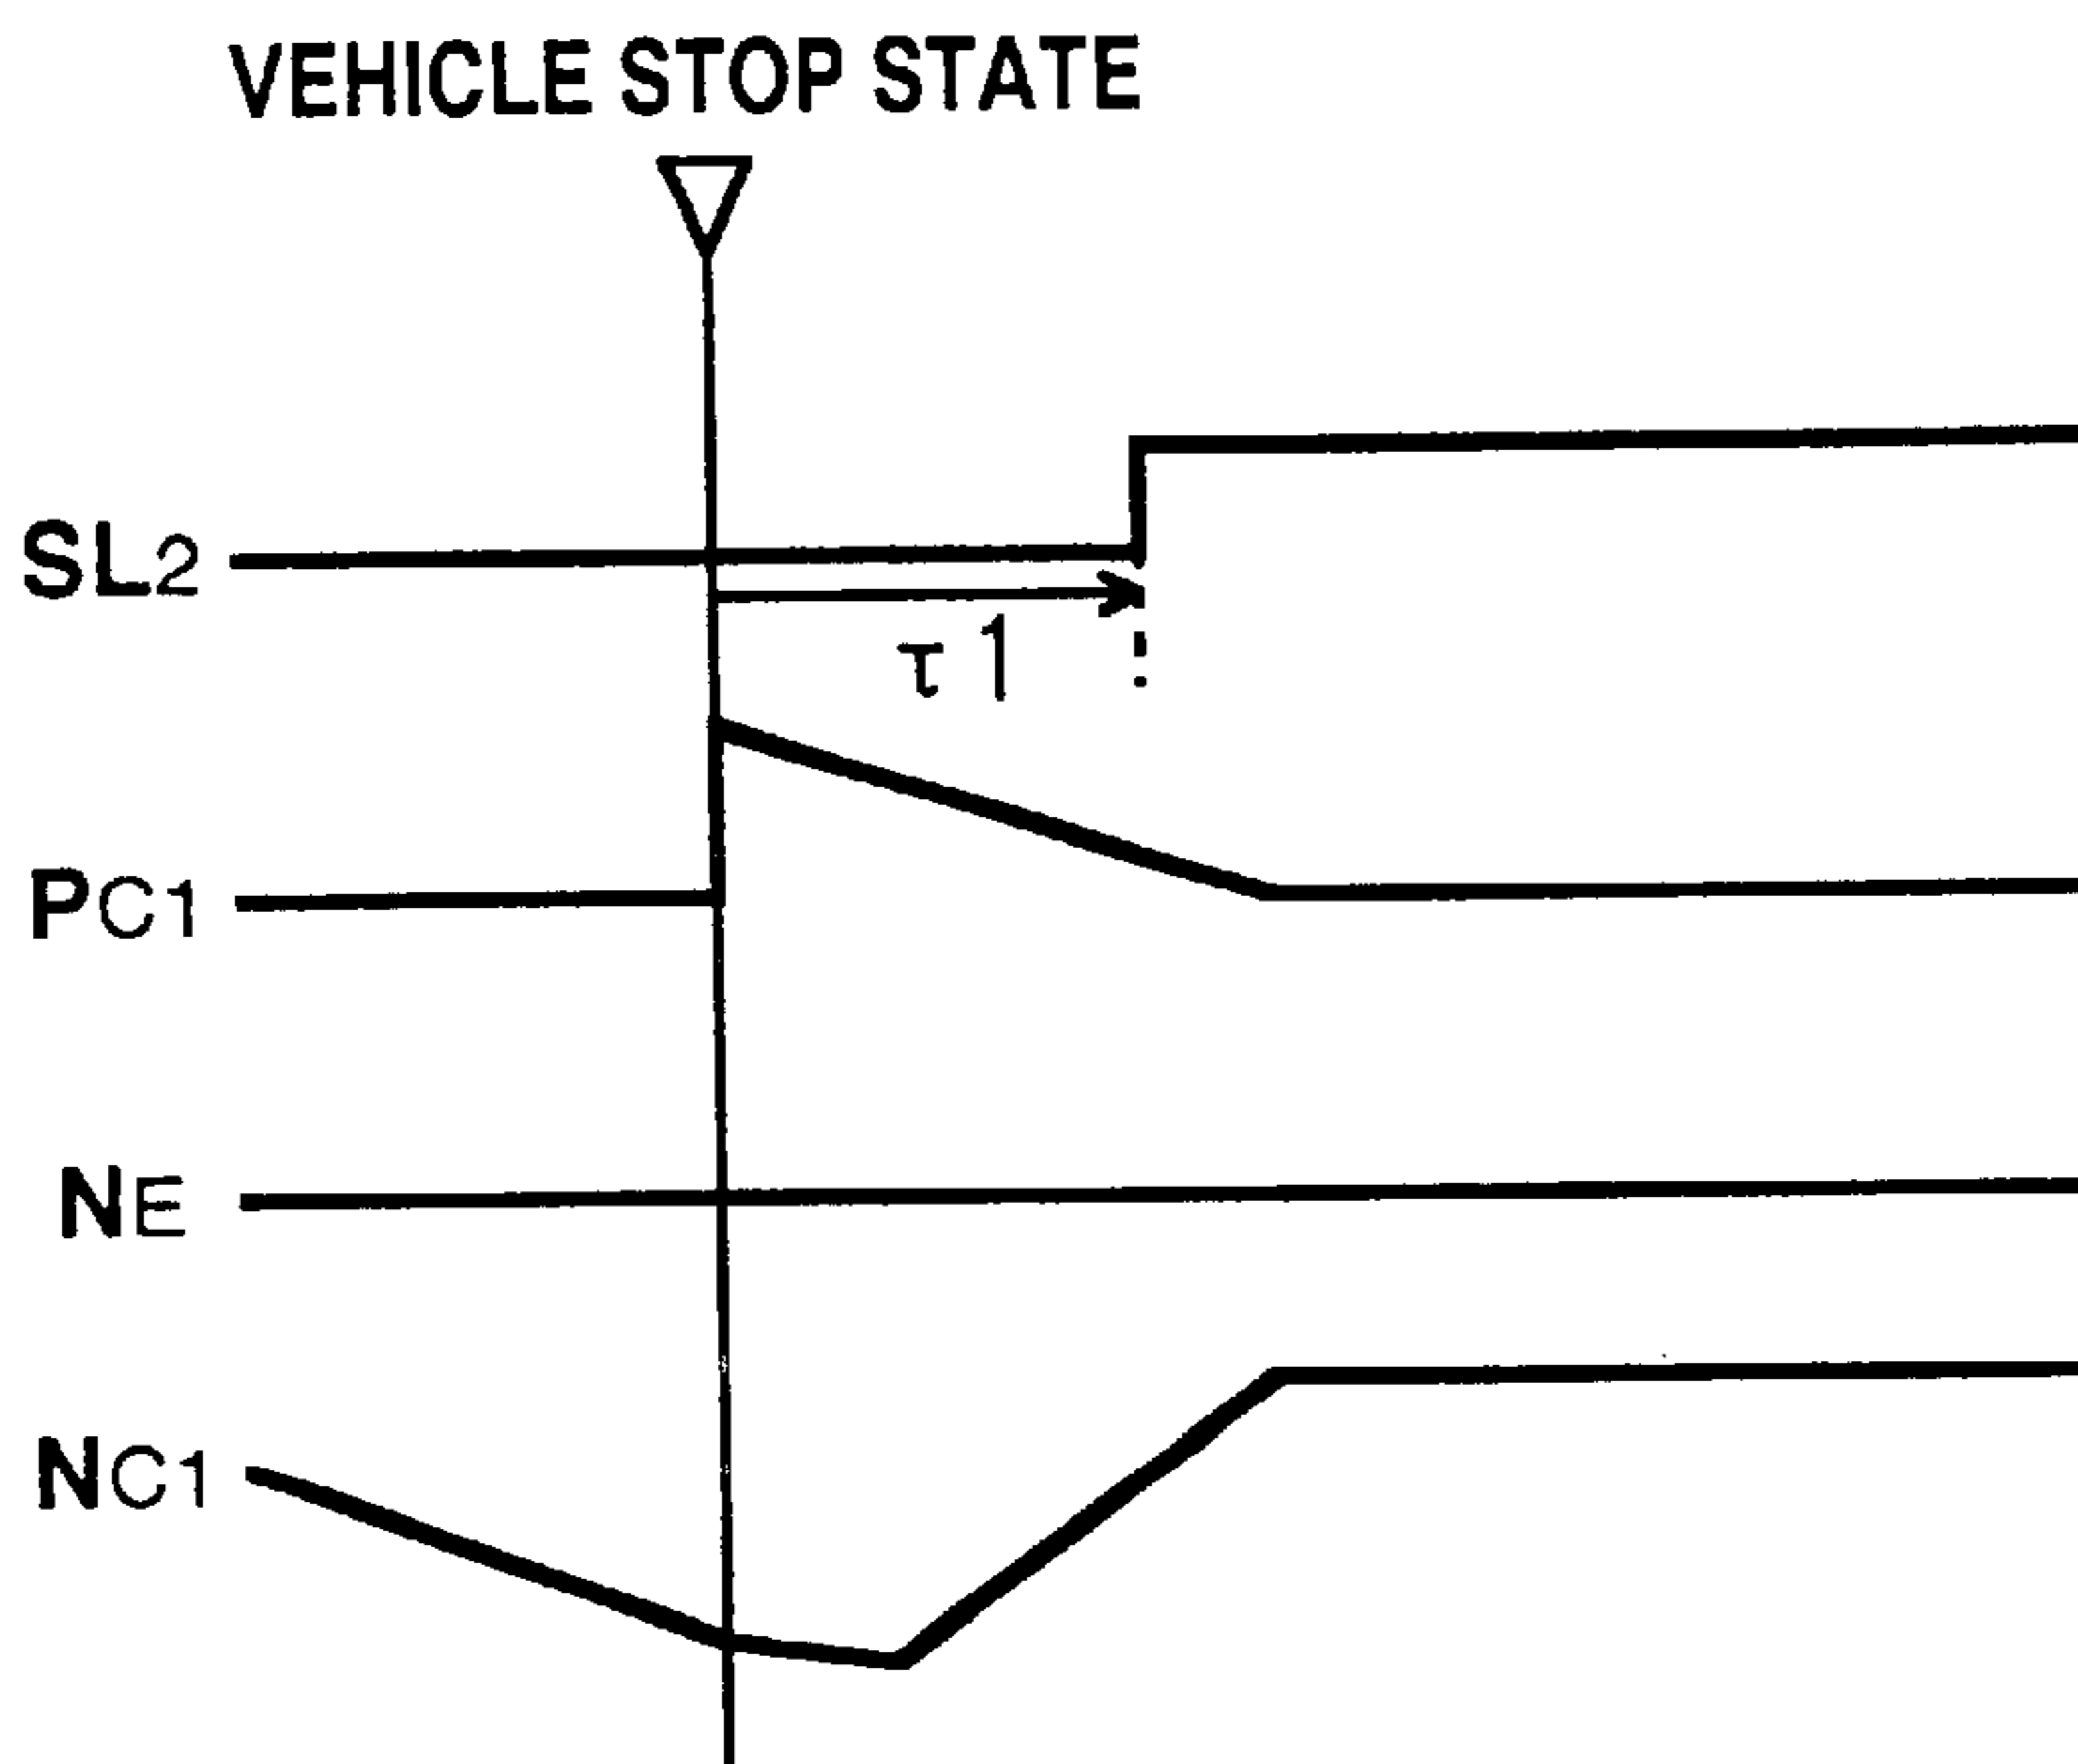 VEHICLE STOP STATE
SL2
τ1
PC1
NE
NC1